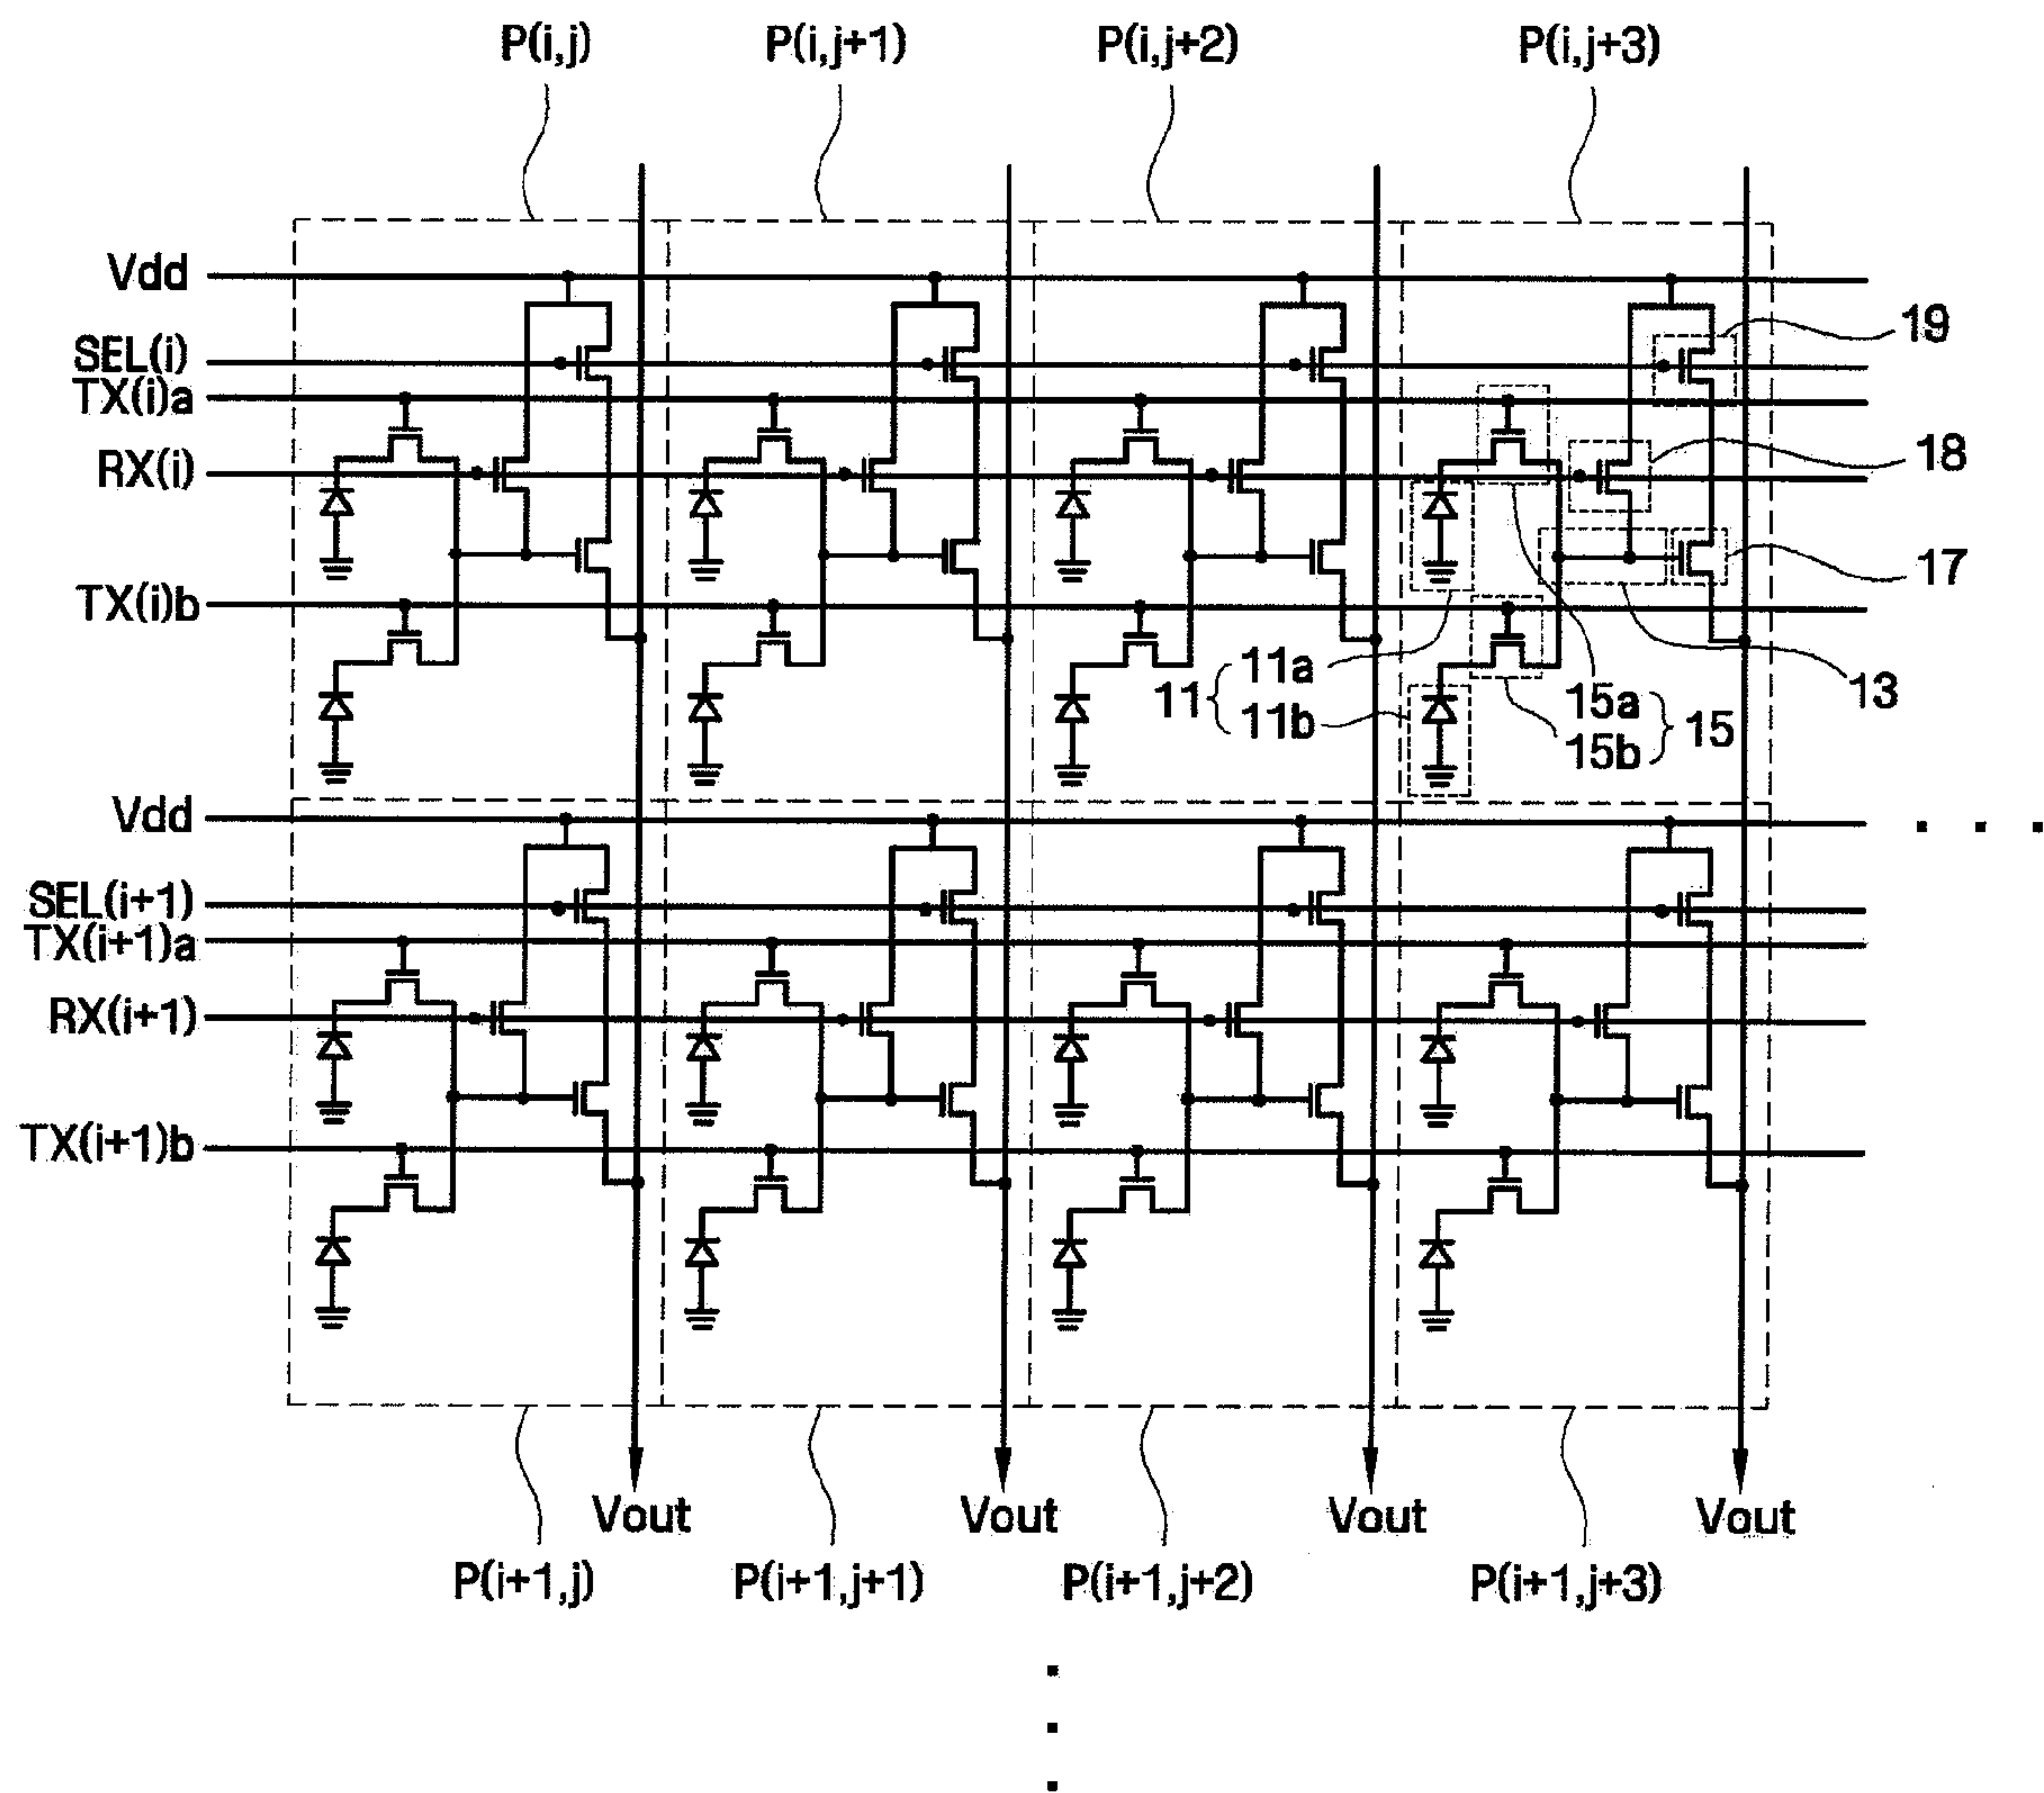 P(i,j) P(i,j+1) P(i,j+2) P(i,j+3)
Vdd
SEL(i)
19
TX(i)a
RX(i)
18
17
TX(i)b
11 11a
11b
15a
15b
15
13
Vdd
. . .
SEL(i+1)
TX(i+1)a
RX(i+1)
TX(i+1)b
Vout Vout Vout Vout
P(i+1,j) P(i+1,j+1) P(i+1,j+2) P(i+1,j+3)
.
.
.